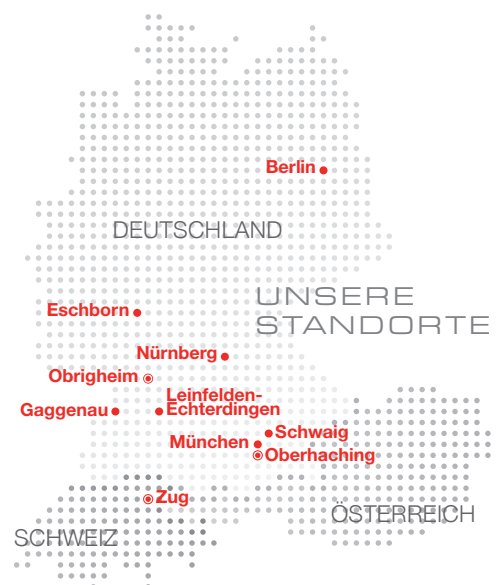 Berlin
DEUTSCHLAND
UNSERE
STANDORTE
Eschborn
Nürnberg
Obrigheim
Leinfelden-
Echterdingen
Gaggenau
Schwaig
München
Oberhaching
Zug
ÖSTERREICH
SCHWEIZ